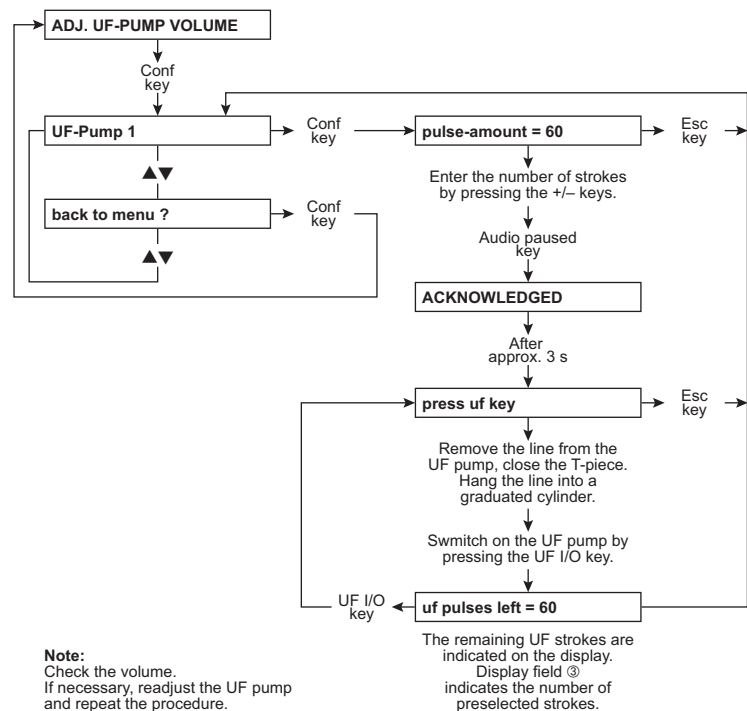 ADJ. UF-PUMP VOLUME
Conf
key
UF-Pump 1
Conf
key
▲▼
back to menu ?
Conf
key
▲▼
pulse-amount = 60
Esc
key
Enter the number of strokes
by pressing the +/– keys.
Audio paused
key
ACKNOWLEDGED
After
approx. 3 s
press uf key
Esc
key
Remove the line from the
UF pump, close the T-piece.
Hang the line into a
graduated cylinder.
Swmitch on the UF pump by
pressing the UF I/O key.
UF I/O
key
uf pulses left = 60
The remaining UF strokes are
indicated on the display.
Display field ③
indicates the number of
preselected strokes.
Note:
Check the volume.
If necessary, readjust the UF pump
and repeat the procedure.